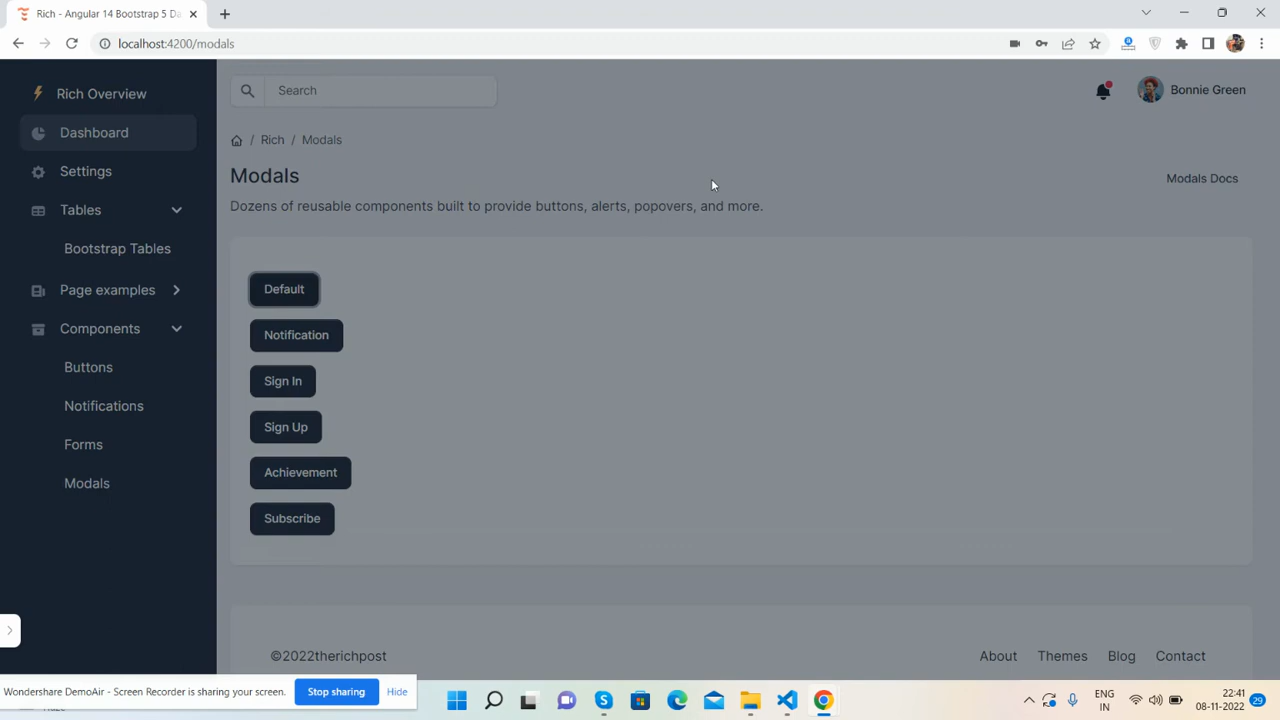 Rich - Angular 14 Bootstrap 5 Da
localhost:4200/modals
Rich Overview
Dashboard
Settings
Tables
Bootstrap Tables
Page examples
Components
Buttons
Notifications
Forms
Modals
Search
Bonnie Green
/ Rich / Modals
Modals
Modals Docs
Dozens of reusable components built to provide buttons, alerts, popovers, and more.
Default
Notification
Sign In
Sign Up
Achievement
Subscribe
©2022therichpost
About Themes Blog Contact
Wondershare DemoAir - Screen Recorder is sharing your screen.
Stop sharing
Hide
ENG
IN
22:41
08-11-2022
29